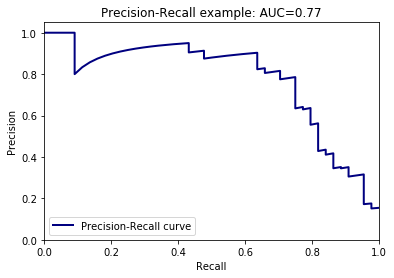 Precision-Recall example: AUC=0.77
1.0
0.8
0.6
0.4
0.2
0.0
Precision
Precision-Recall curve
0.0 0.2 0.4 0.6 0.8 1.0
Recall